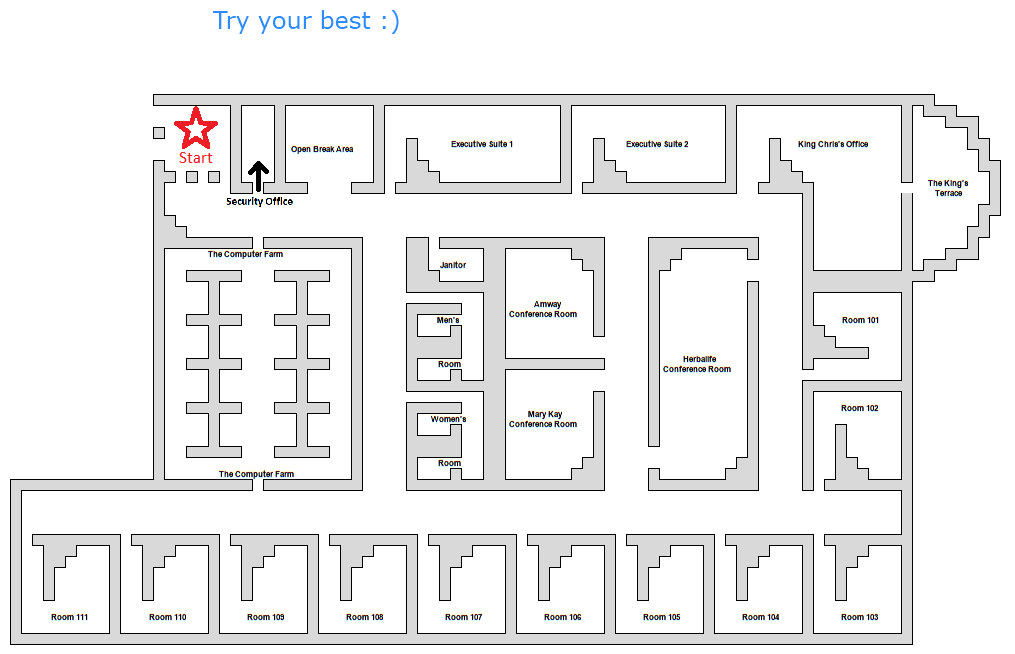 Try your best :)
Start
Open Break Area
Executive Suite 1
Executive Suite 2
King Chris's Office
The King's
Terrace
Security Office
The Computer Farm
Janitor
Amway
Conference Room
Men's
Room
Herbalife
Conference Room
Room 101
Women's
Room
Mary Kay
Conference Room
Room 102
The Computer Farm
Room 111
Room 110
Room 109
Room 108
Room 107
Room 106
Room 105
Room 104
Room 103